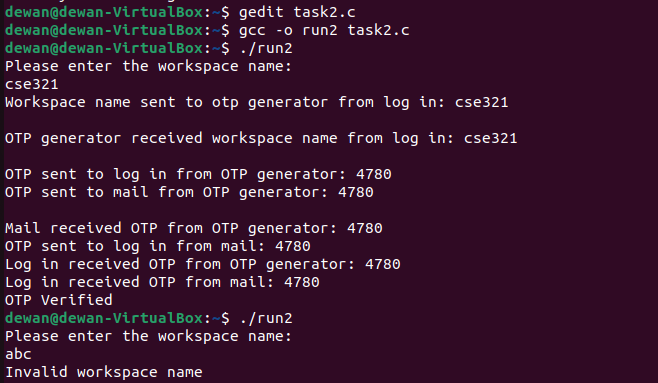 dewan@dewan-VirtualBox:~$ gedit task2.c
dewan@dewan-VirtualBox:~$ gcc -o run2 task2.c
dewan@dewan-VirtualBox:~$ ./run2
Please enter the workspace name:
cse321
Workspace name sent to otp generator from log in: cse321
OTP generator received workspace name from log in: cse321
OTP sent to log in from OTP generator: 4780
OTP sent to mail from OTP generator: 4780
Mail received OTP from OTP generator: 4780
OTP sent to log in from mail: 4780
Log in received OTP from OTP generator: 4780
Log in received OTP from mail: 4780
OTP Verified
dewan@dewan-VirtualBox:~$ ./run2
Please enter the workspace name:
abc
Invalid workspace name